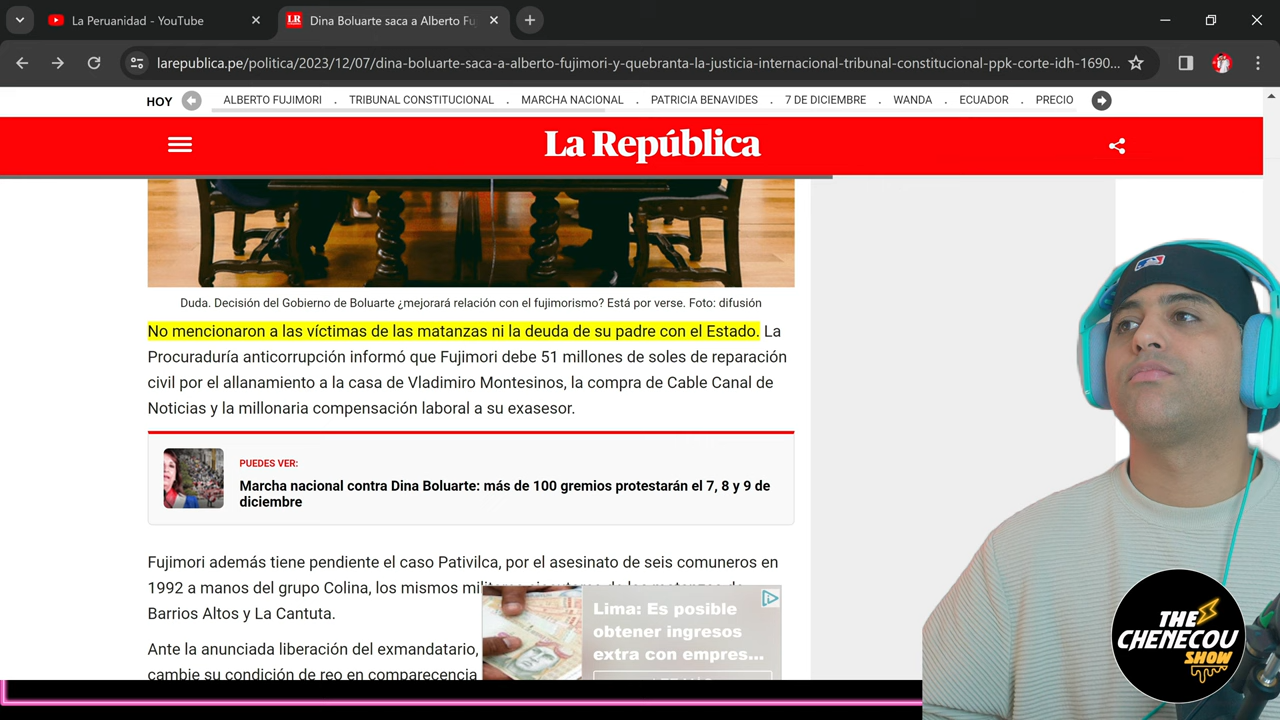 La Peruanidad - YouTube
LR
Dina Boluarte saca a Alberto Fu
larepublica.pe/politica/2023/12/07/dina-boluarte-saca-a-alberto-fujimori-y-quebranta-la-justicia-internacional-tribunal-constitucional-ppk-corte-idh-1690...
HOY ALBERTO FUJIMORI . TRIBUNAL CONSTITUCIONAL . MARCHA NACIONAL . PATRICIA BENAVIDES . 7 DE DICIEMBRE . WANDA . ECUADOR . PRECIO
La República
Duda. Decisión del Gobierno de Boluarte ¿mejorará relación con el fujimorismo? Está por verse. Foto: difusión
No mencionaron a las víctimas de las matanzas ni la deuda de su padre con el Estado. La
Procuraduría anticorrupción informó que Fujimori debe 51 millones de soles de reparación
civil por el allanamiento a la casa de Vladimiro Montesinos, la compra de Cable Canal de
Noticias y la millonaria compensación laboral a su exasesor.
PUEDES VER:
Marcha nacional contra Dina Boluarte: más de 100 gremios protestarán el 7, 8 y 9 de
diciembre
Fujimori además tiene pendiente el caso Pativilca, por el asesinato de seis comuneros en
1992 a manos del grupo Colina, los mismos
Barrios Altos y La Cantuta.
Ante la anunciada liberación del exmandatario,
cambie su condición de reo en comparecencia
Lima: Es posible
obtener ingresos
extra con empres...
THE
CHENECOU
SHOW